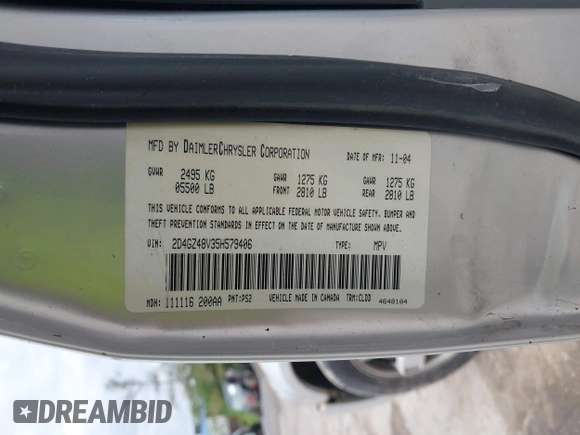 MFD BY DAIMLERCHRYSLER CORPORATION DATE OF MFR: 11-04
GVWR 2495 KG 05500 LB
GAWR FRONT 1275 KG 2810 LB
GAWR REAR 1275 KG 2810 LB
THIS VEHICLE CONFORMS TO ALL APPLICABLE FEDERAL MOTOR VEHICLE SAFETY, BUMPER AND
THEFT PREVENTION STANDARDS IN EFFECT ON THE DATE OF MANUFACTURE SHOWN ABOVE.
VIN: 2D4GZ48V35H579406 TYPE: MPV
MDH: 111116 200AA PNT: PS2 VEHICLE MADE IN CANADA TRM: CLDD 4648104
DREAMBID